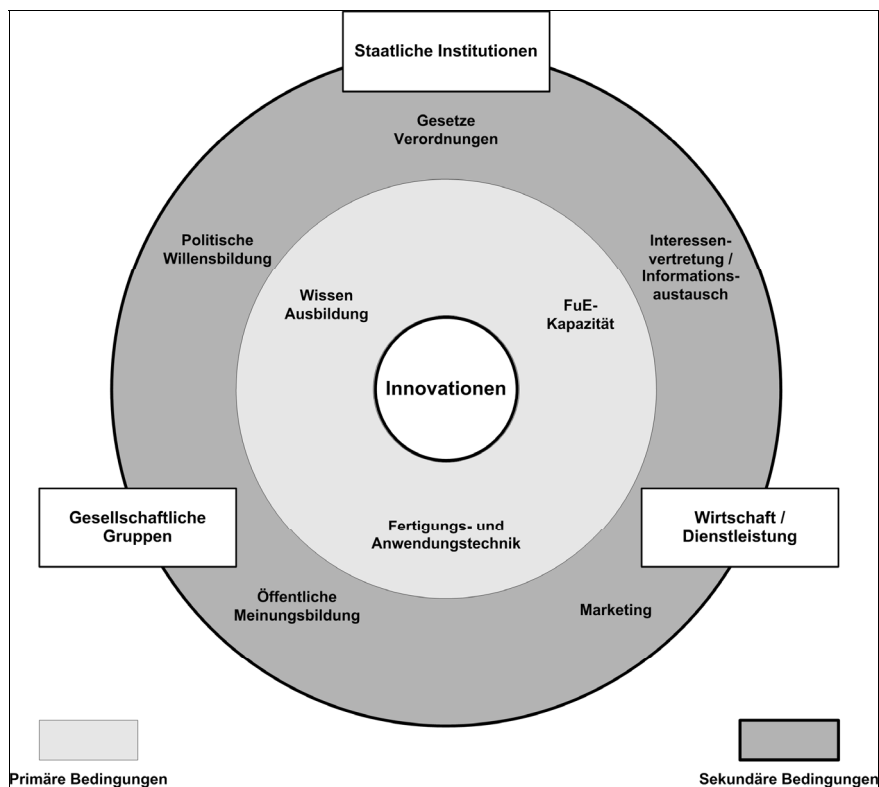 Staatliche Institutionen
Gesetze
Verordnungen
Politische
Willensbildung
Interessen-
vertretung /
Informations-
austausch
Wissen
Ausbildung
FuE-
Kapazität
Innovationen
Gesellschaftliche
Gruppen
Fertigungs- und
Anwendungstechnik
Wirtschaft /
Dienstleistung
Öffentliche
Meinungsbildung
Marketing
Primäre Bedingungen
Sekundäre Bedingungen